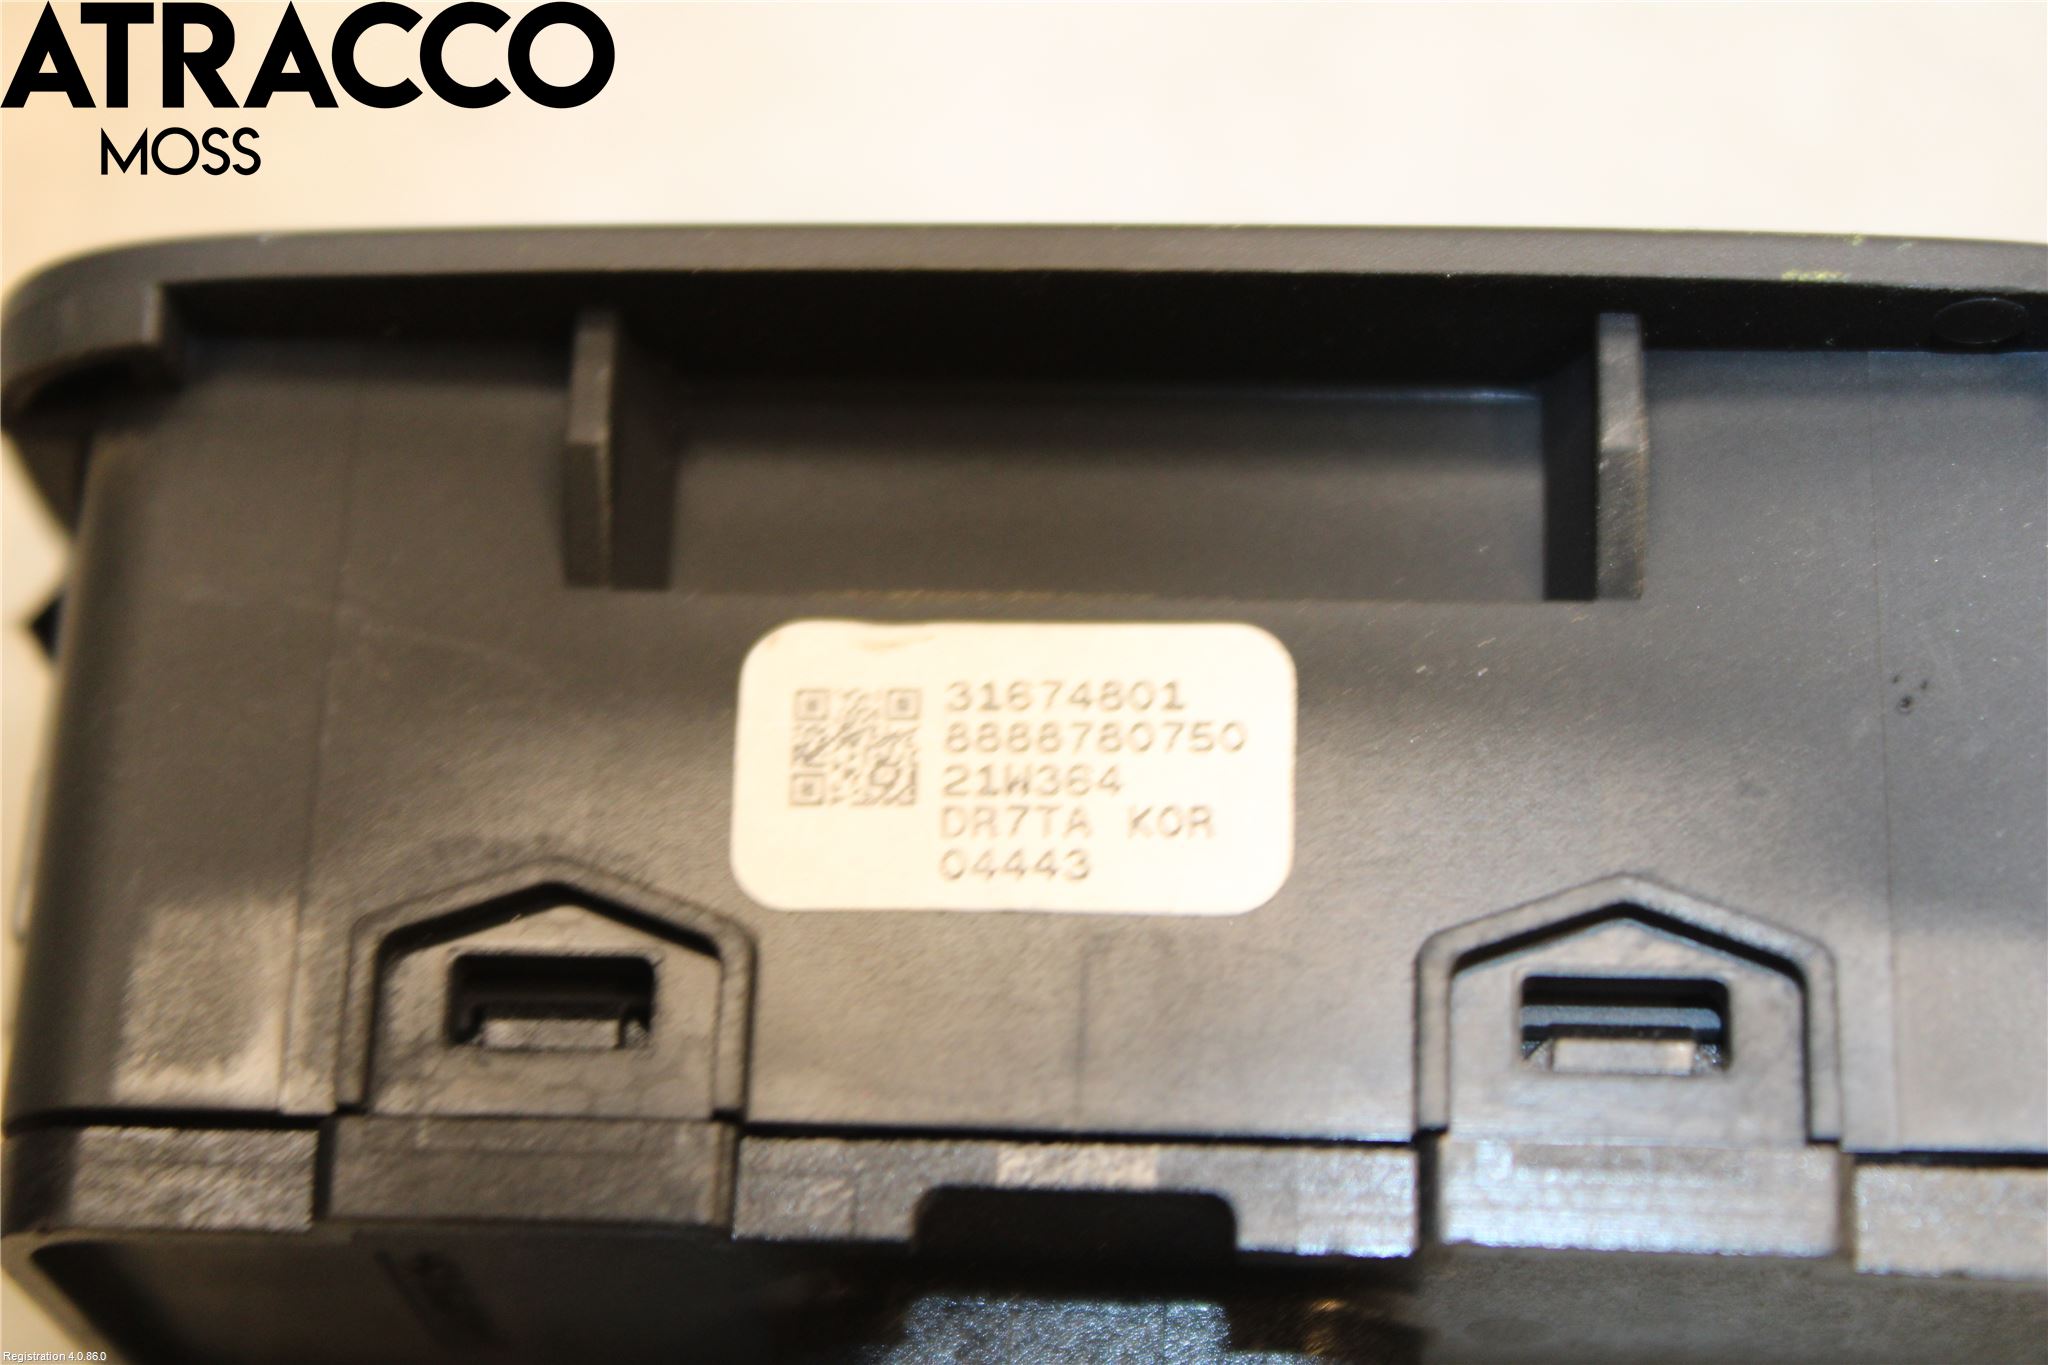 ATRACCO
MOSS
31674801
8888780750
21W364
DR7TA KOR
04443
Registration 4.0.86.0